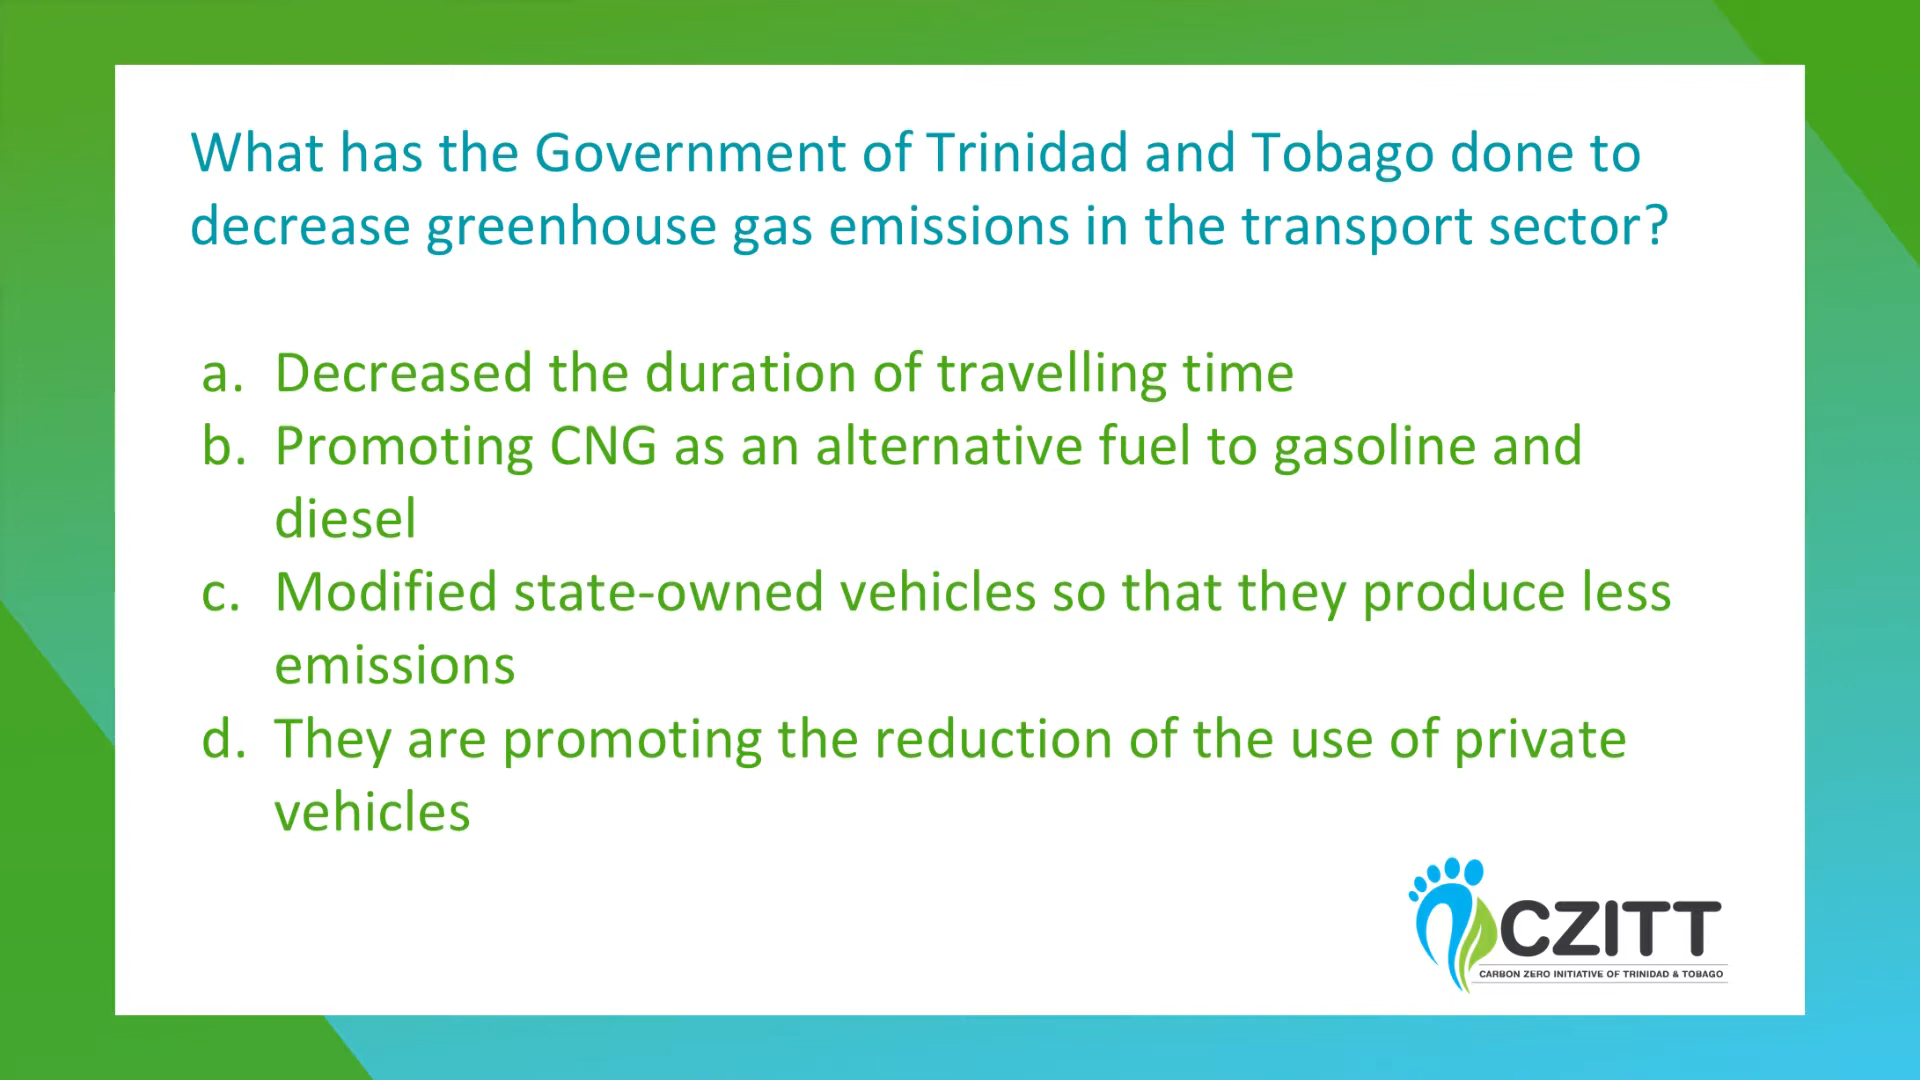 What has the Government of Trinidad and Tobago done to
decrease greenhouse gas emissions in the transport sector?
a. Decreased the duration of travelling time
b. Promoting CNG as an alternative fuel to gasoline and
diesel
c. Modified state-owned vehicles so that they produce less
emissions
d. They are promoting the reduction of the use of private
vehicles
CZITT
CARBON ZERO INITIATIVE OF TRINIDAD & TOBAGO